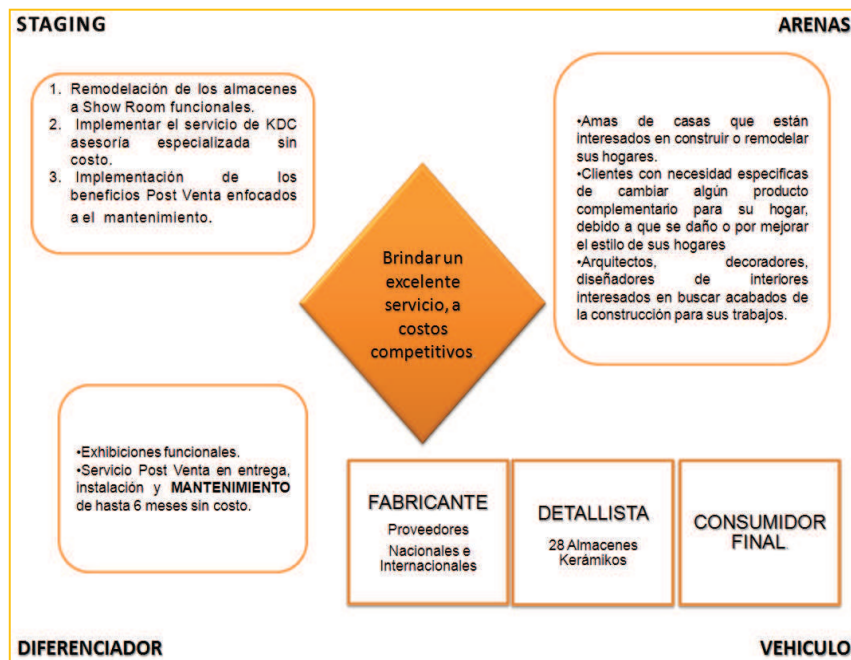 STAGING
ARENAS
1. Remodelación de los almacenes
a Show Room funcionales.
2. Implementar el servicio de KDC
asesoría especializada sin
costo.
3. Implementación de los
beneficios Post Venta enfocados
a el mantenimiento.
•Amas de casas que están
interesados en construir o remodelar
sus hogares.
•Clientes con necesidad especificas
de cambiar algún producto
complementario para su hogar,
debido a que se daño o por mejorar
el estilo de sus hogares
•Arquitectos, decoradores,
diseñadores de interiores
interesados en buscar acabados de
la construcción para sus trabajos.
Brindar un
excelente
servicio, a
costos
competitivos
•Exhibiciones funcionales.
•Servicio Post Venta en entrega,
instalación y MANTENIMIENTO
de hasta 6 meses sin costo.
FABRICANTE
Proveedores
Nacionales e
Internacionales
DETALLISTA
28 Almacenes
Kerámikos
CONSUMIDOR
FINAL
DIFERENCIADOR
VEHICULO